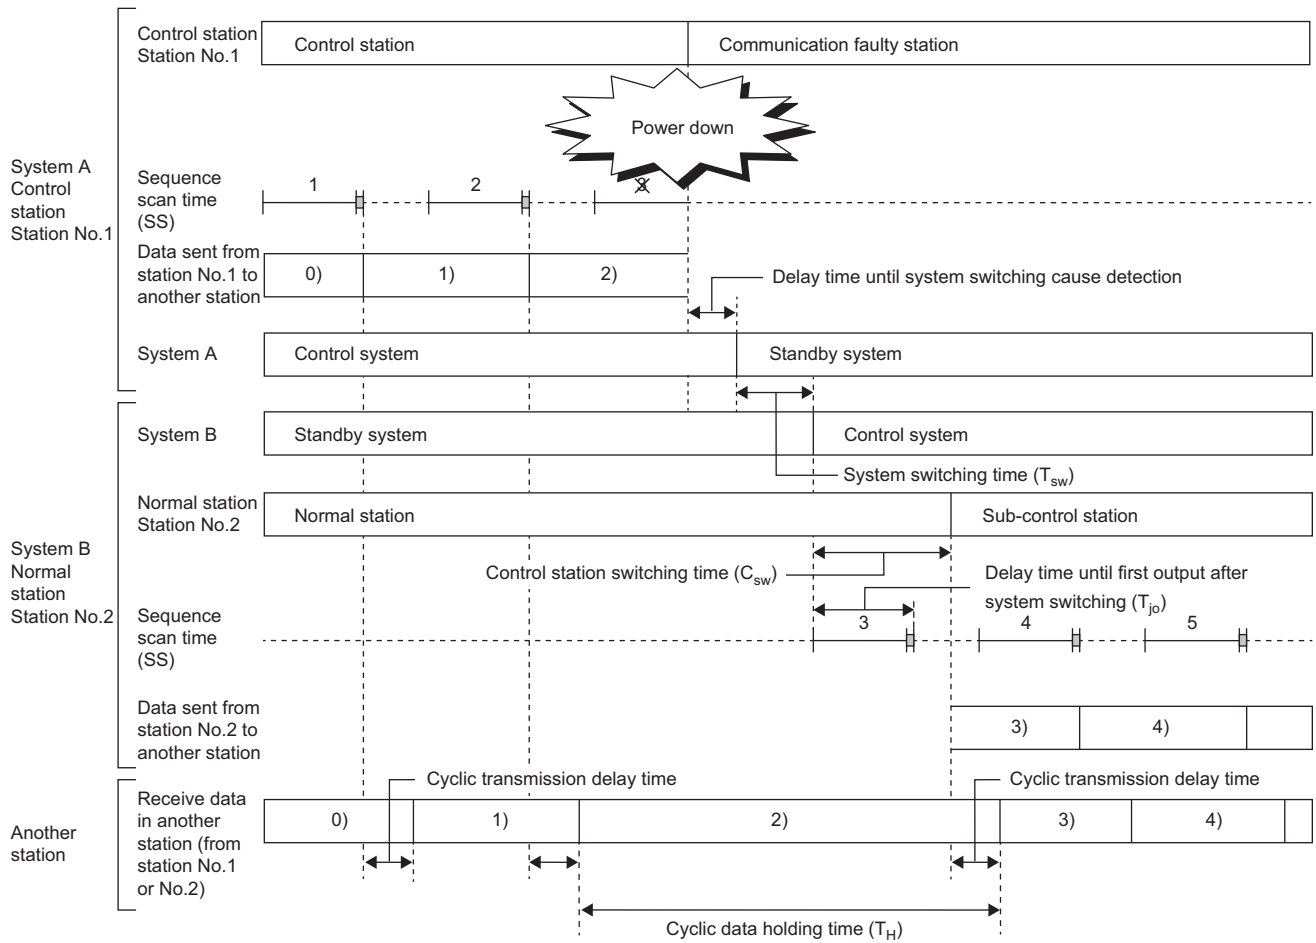 Control station
Station No.1
Control station
Communication faulty station
Power down
System A
Control
station
Station No.1
Sequence
scan time
(SS)
1
2
3
Data sent from
station No.1 to
another station
0)
1)
2)
Delay time until system switching cause detection
System A
Control system
Standby system
System B
Normal
station
Station No.2
System B
Standby system
Control system
System switching time (Tsw)
Normal station
Station No.2
Normal station
Sub-control station
Control station switching time (Csw)
Delay time until first output after
system switching (Tjo)
Sequence
scan time
(SS)
3
4
5
Data sent from
station No.2 to
another station
3)
4)
Cyclic transmission delay time
Cyclic transmission delay time
Another
station
Receive data
in another
station (from
station No.1
or No.2)
0)
1)
2)
3)
4)
Cyclic data holding time (TH)